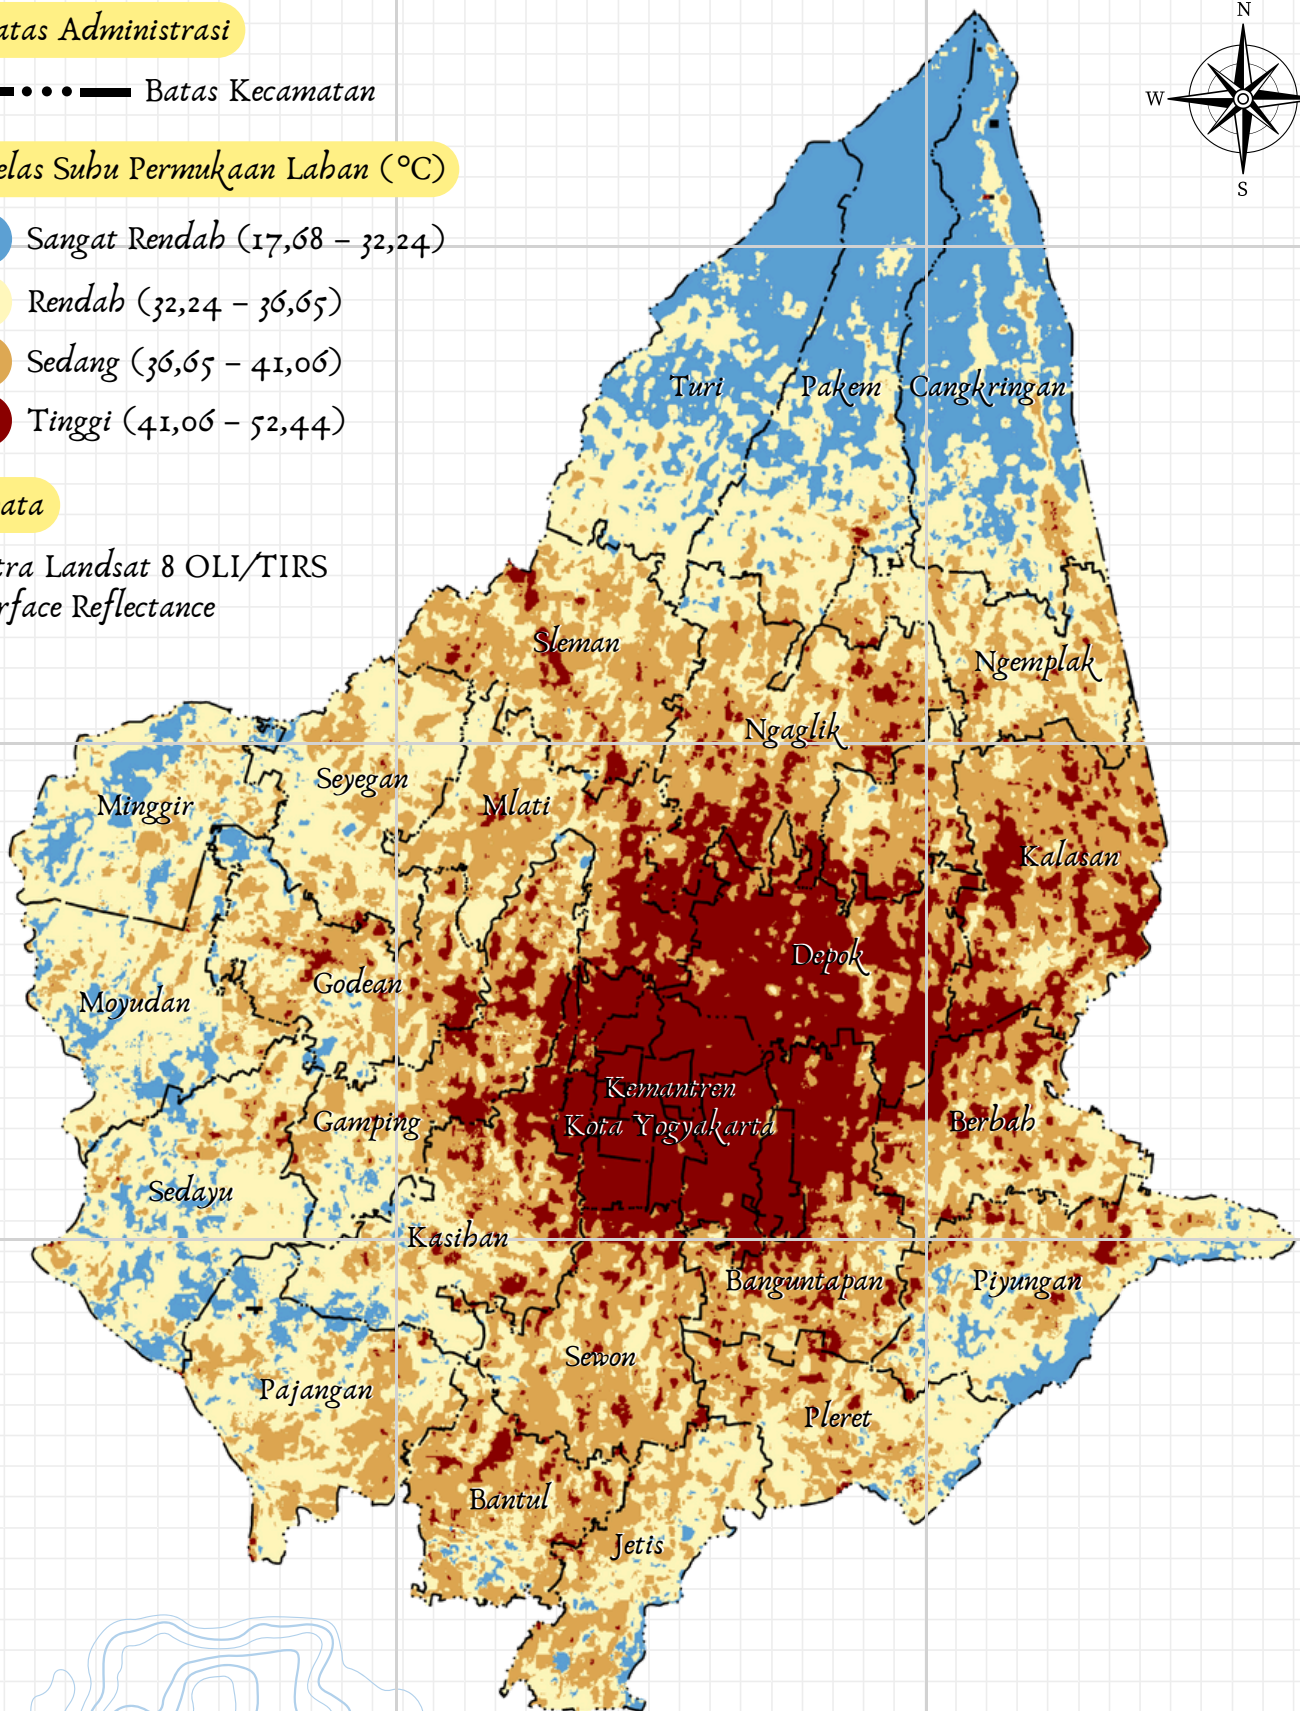 atas Administrasi
Batas Kecamatan
elas Suhu Permukaan Lahan (°C)
Sangat Rendah (17,68 – 32,24)
Rendah (32,24 – 36,65)
Sedang (36,65 – 41,06)
Tinggi (41,06 – 52,44)
ata
tra Landsat 8 OLI/TIRS
rface Reflectance
N
W
S
Turi
Pakem
Cangkringan
Sleman
Ngemplak
Ngaglik
Seyegan
Minggir
Mlati
Kalasan
Depok
Godean
Moyudan
Kemantren
Kota Yogyakarta
Gamping
Berbah
Sedayu
Kasihan
Banguntapan
Piyungan
Sewon
Pajangan
Pleret
Bantul
Jetis